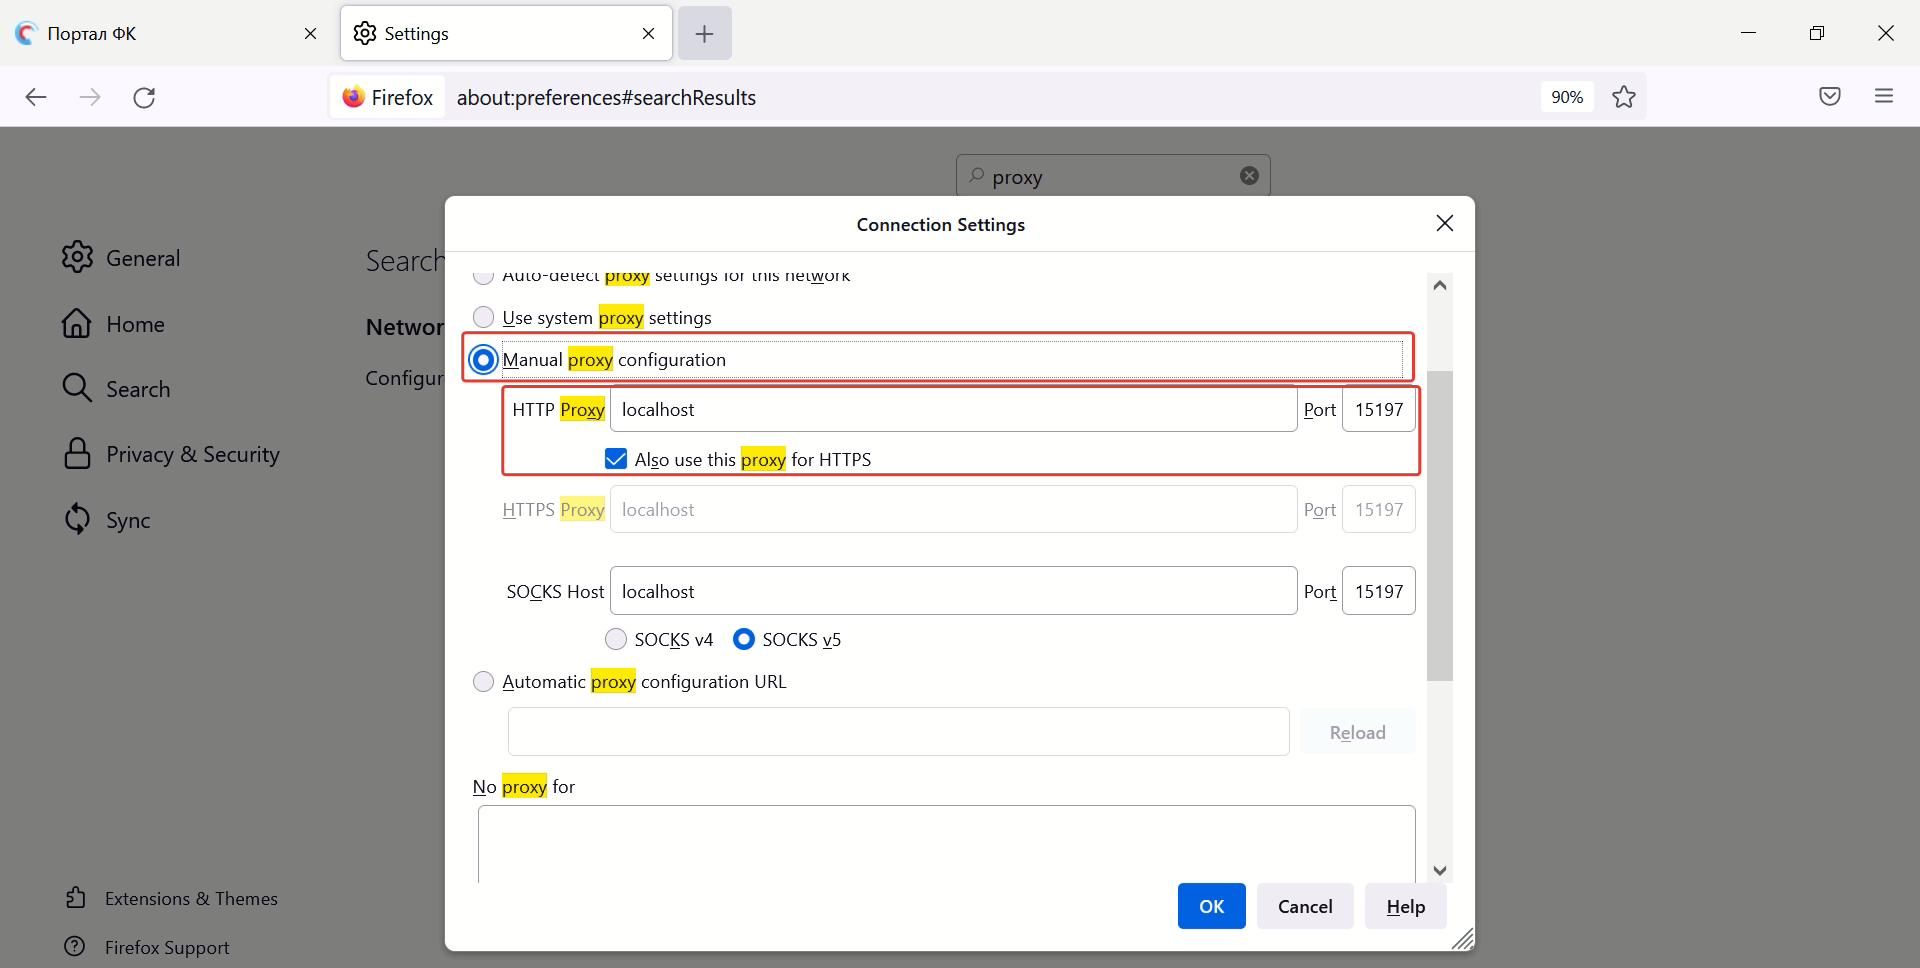 Портал ФК
Settings
Firefox
about:preferences#searchResults
90%
proxy
Connection Settings
General
Home
Search
Privacy & Security
Sync
Extensions & Themes
Firefox Support
Search
Networ
Configur
Auto-detect proxy settings for this network
Use system proxy settings
Manual proxy configuration
HTTP Proxy localhost Port 15197
Also use this proxy for HTTPS
HTTPS Proxy localhost Port 15197
SOCKS Host localhost Port 15197
SOCKS v4 SOCKS v5
Automatic proxy configuration URL
Reload
No proxy for
OK Cancel Help